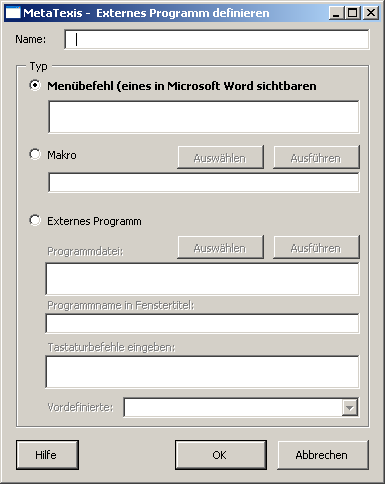 MetaTexis - Externes Programm definieren
Name:
Typ
Menübefehl (eines in Microsoft Word sichtbaren
Makro Auswählen Ausführen
Externes Programm
Programmdatei: Auswählen Ausführen
Programmname in Fenstertitel:
Tastaturbefehle eingeben:
Vordefinierte:
Hilfe OK Abbrechen